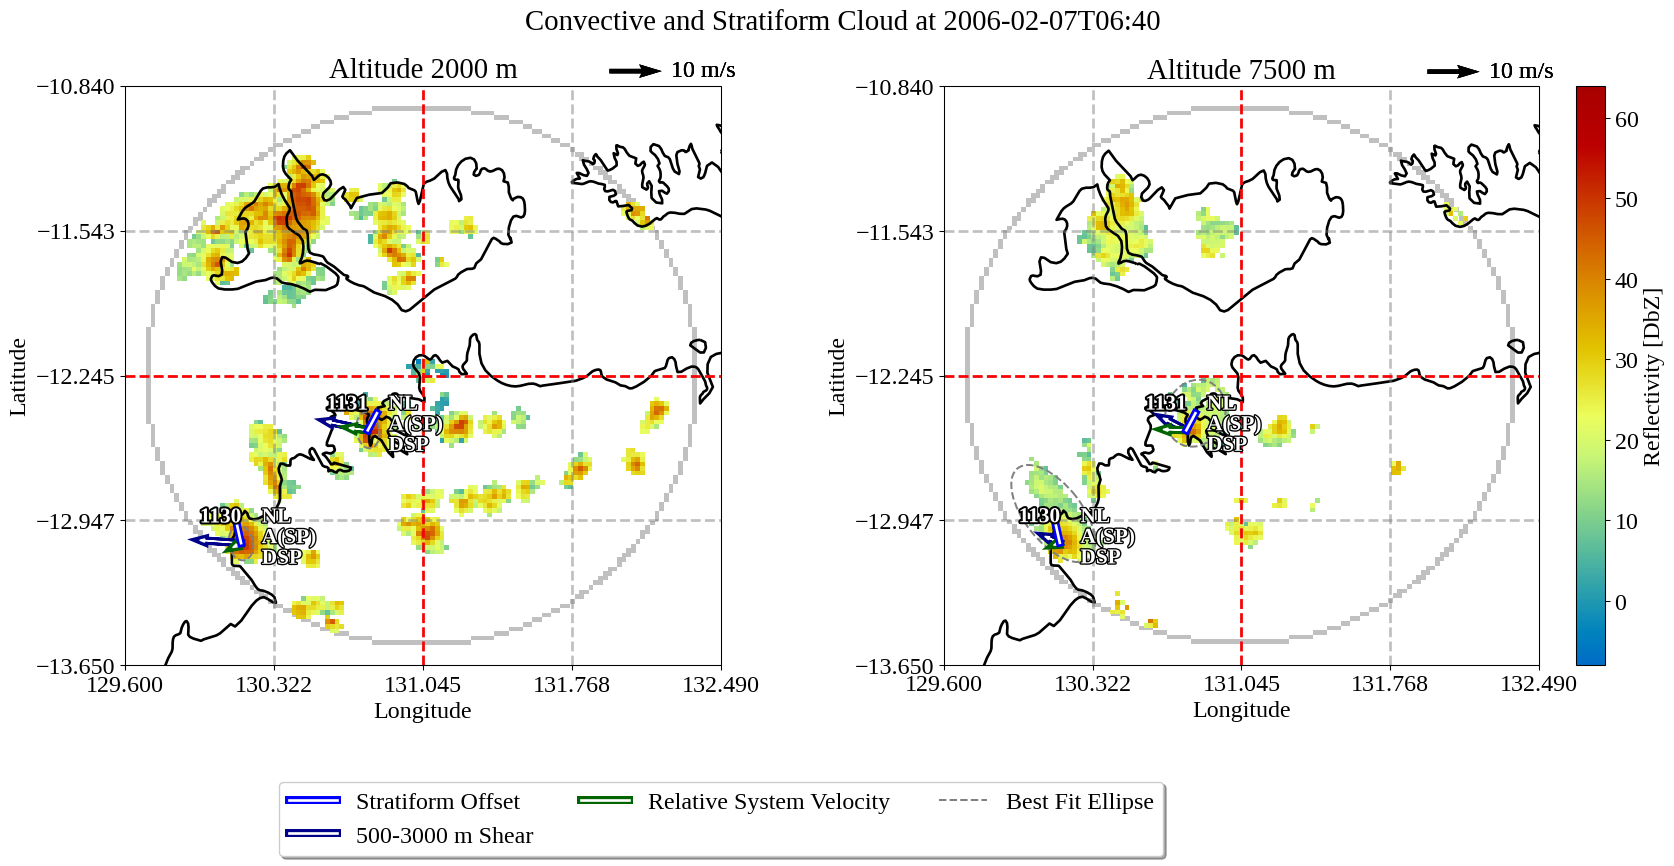 Convective and Stratiform Cloud at 2006-02-07T06:40
Altitude 2000 m
10 m/s
−10.840
−11.543
−12.245
−12.947
−13.650
Latitude
1131
NL
A(SP)
DSP
1130
NL
A(SP)
DSP
129.600
130.322
131.045
131.768
132.490
Longitude
Altitude 7500 m
10 m/s
−10.840
−11.543
−12.245
−12.947
−13.650
Latitude
1131
NL
A(SP)
DSP
1130
NL
A(SP)
DSP
129.600
130.322
131.045
131.768
132.490
Longitude
60
50
40
30
20
10
0
Reflectivity [DbZ]
Stratiform Offset
Relative System Velocity
Best Fit Ellipse
500-3000 m Shear